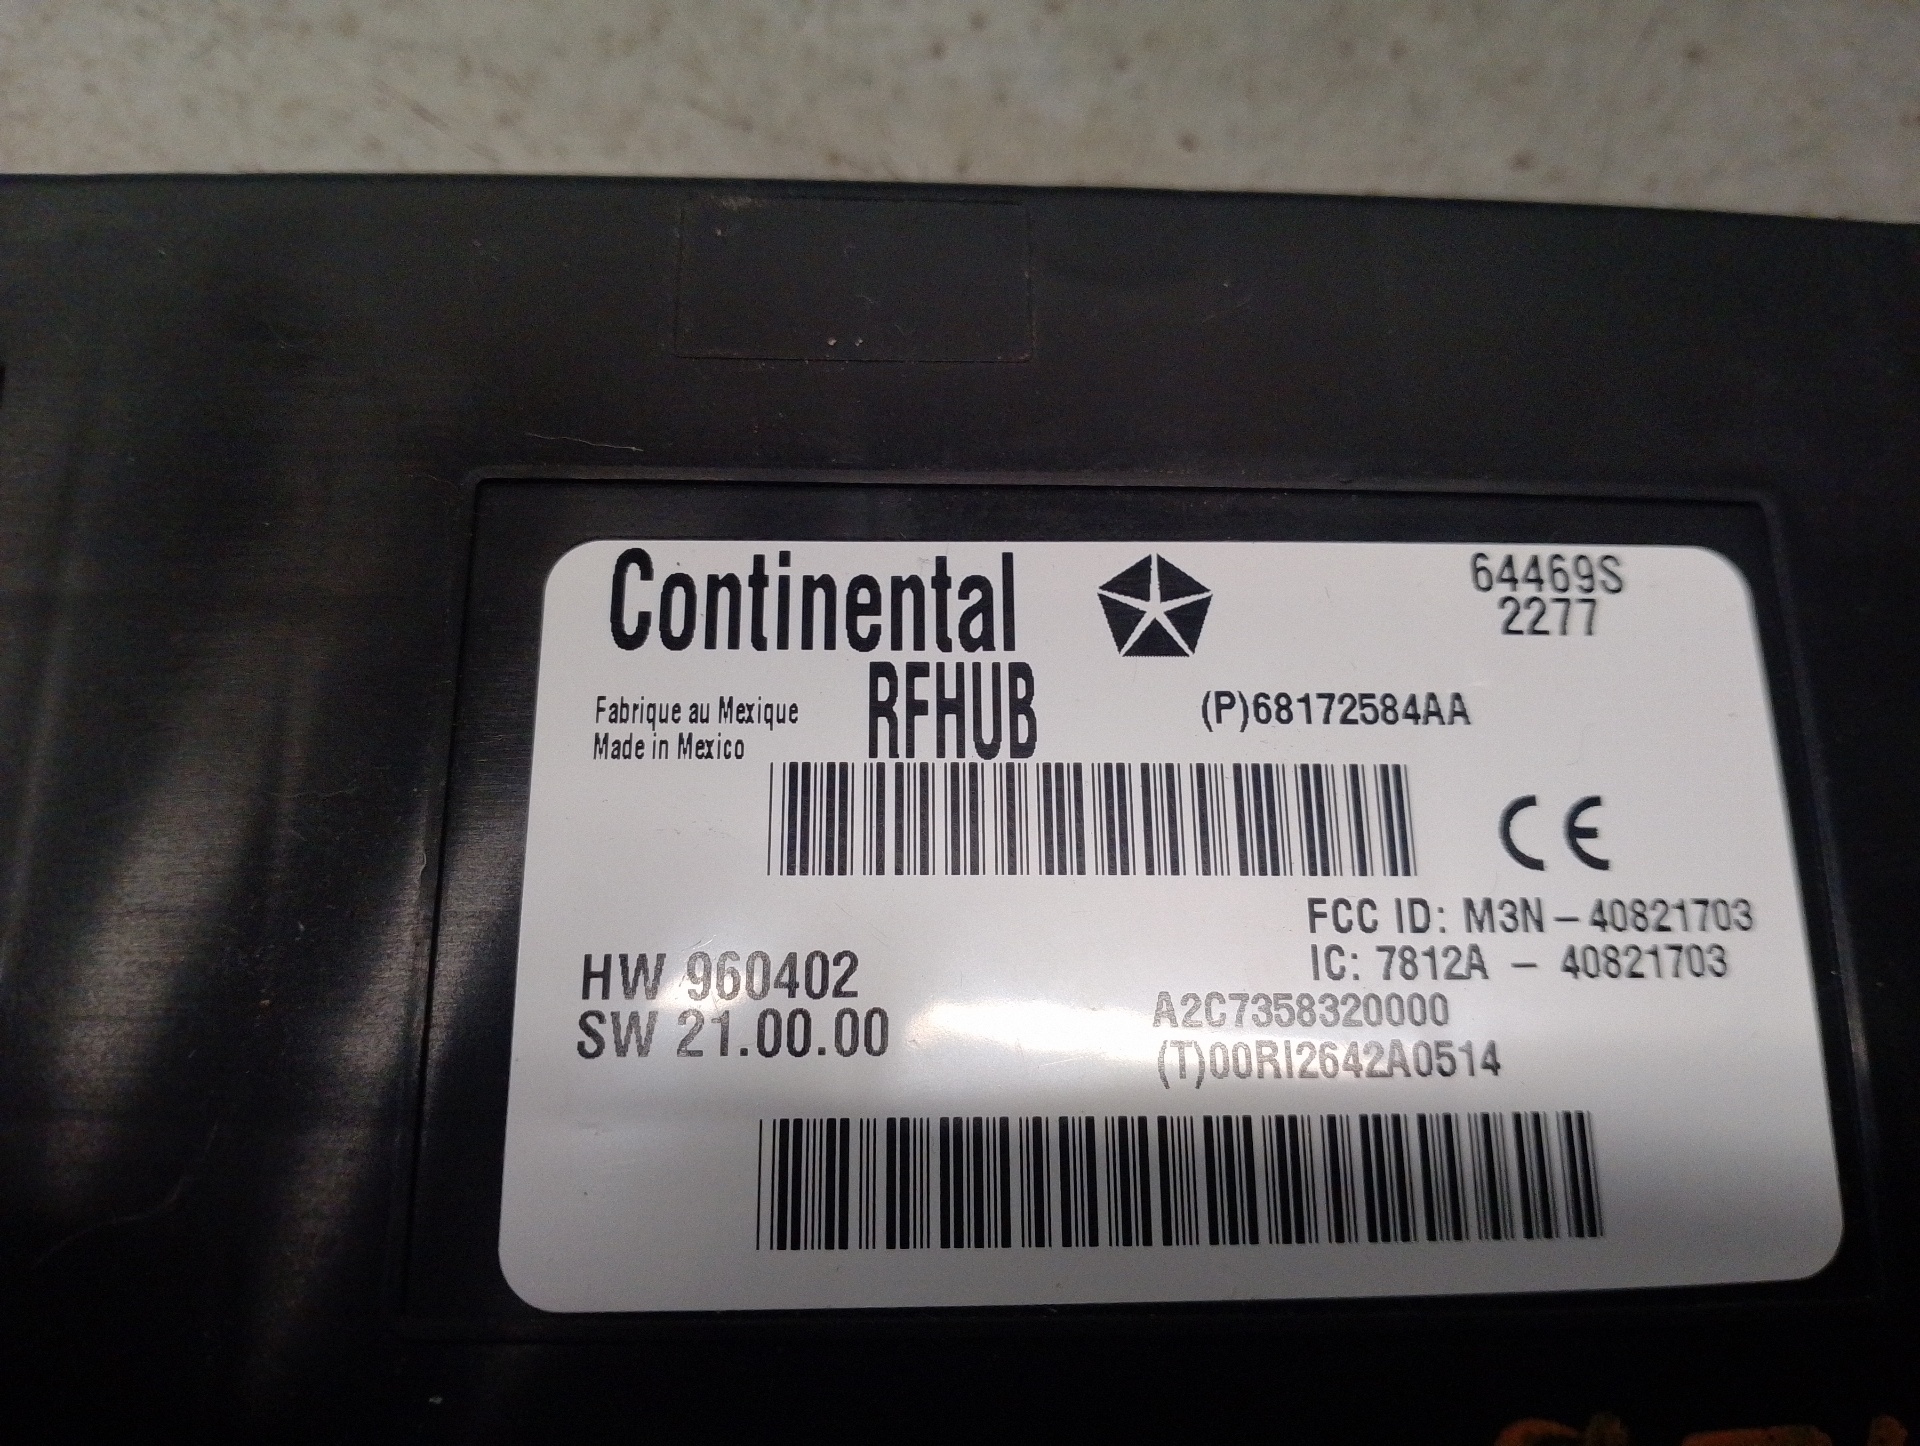 Continental
64469S
2277
RFHUB
Fabrique au Mexique
Made in Mexico
(P)68172584AA
CE
FCC ID: M3N - 40821703
IC: 7812A - 40821703
HW 960402
SW 21.00.00
A2C7358320000
(T)00RI2642A0514